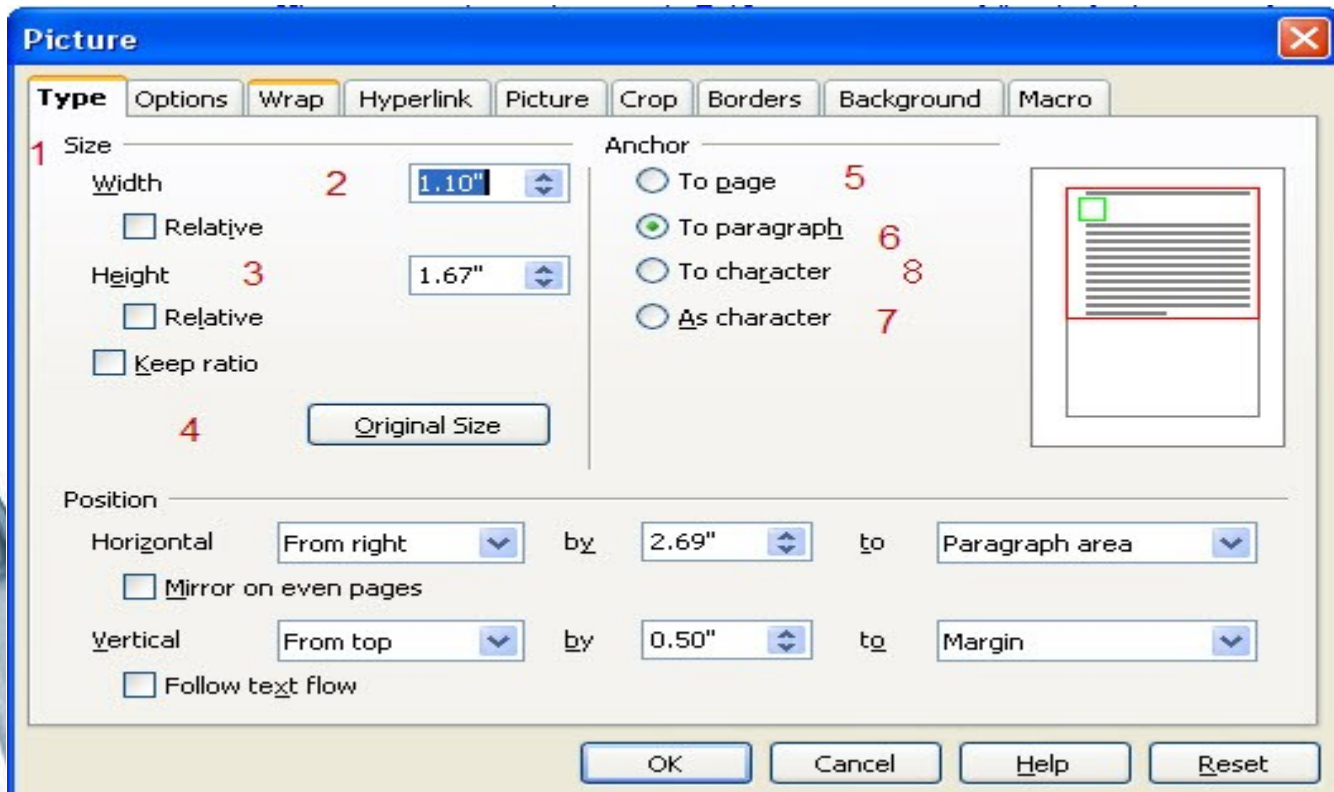 Picture
Type Options Wrap Hyperlink Picture Crop Borders Background Macro
1 Size Anchor
Width 2 1.10" To page 5
Relative To paragraph 6
Height 3 1.67" To character 8
Relative As character 7
Keep ratio
4 Original Size
Position
Horizontal From right by 2.69" to Paragraph area
Mirror on even pages
Vertical From top by 0.50" to Margin
Follow text flow
OK Cancel Help Reset